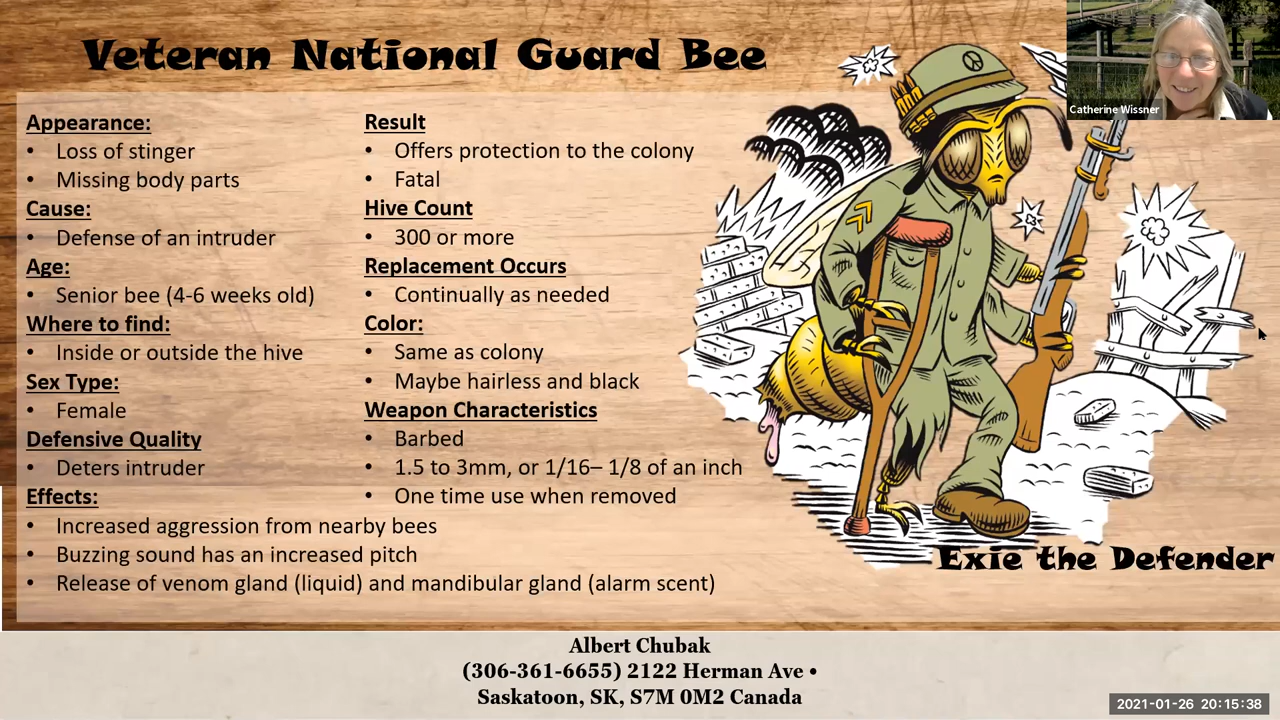 Veteran National Guard Bee
Catherine Wissner
Appearance:
• Loss of stinger
• Missing body parts
Cause:
• Defense of an intruder
Age:
• Senior bee (4-6 weeks old)
Where to find:
• Inside or outside the hive
Sex Type:
• Female
Defensive Quality
• Deters intruder
Effects:
• Increased aggression from nearby bees
• Buzzing sound has an increased pitch
• Release of venom gland (liquid) and mandibular gland (alarm scent)
Result
• Offers protection to the colony
• Fatal
Hive Count
• 300 or more
Replacement Occurs
• Continually as needed
Color:
• Same as colony
• Maybe hairless and black
Weapon Characteristics
• Barbed
• 1.5 to 3mm, or 1/16– 1/8 of an inch
• One time use when removed
Exie the Defender
Albert Chubak
(306-361-6655) 2122 Herman Ave •
Saskatoon, SK, S7M 0M2 Canada
2021-01-26 20:15:38